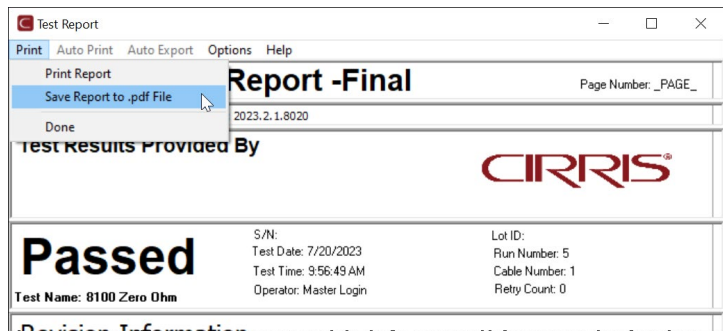 Test Report
Print Auto Print Auto Export Options Help
Print Report
Save Report to .pdf File
Done
Report -Final
Page Number: _PAGE_
2023.2.1.8020
Test Results Provided By
CIRRIS®
Passed
Test Name: 8100 Zero Ohm
S/N:
Test Date: 7/20/2023
Test Time: 9:56:49 AM
Operator: Master Login
Lot ID:
Run Number: 5
Cable Number: 1
Retry Count: 0
Revision Information